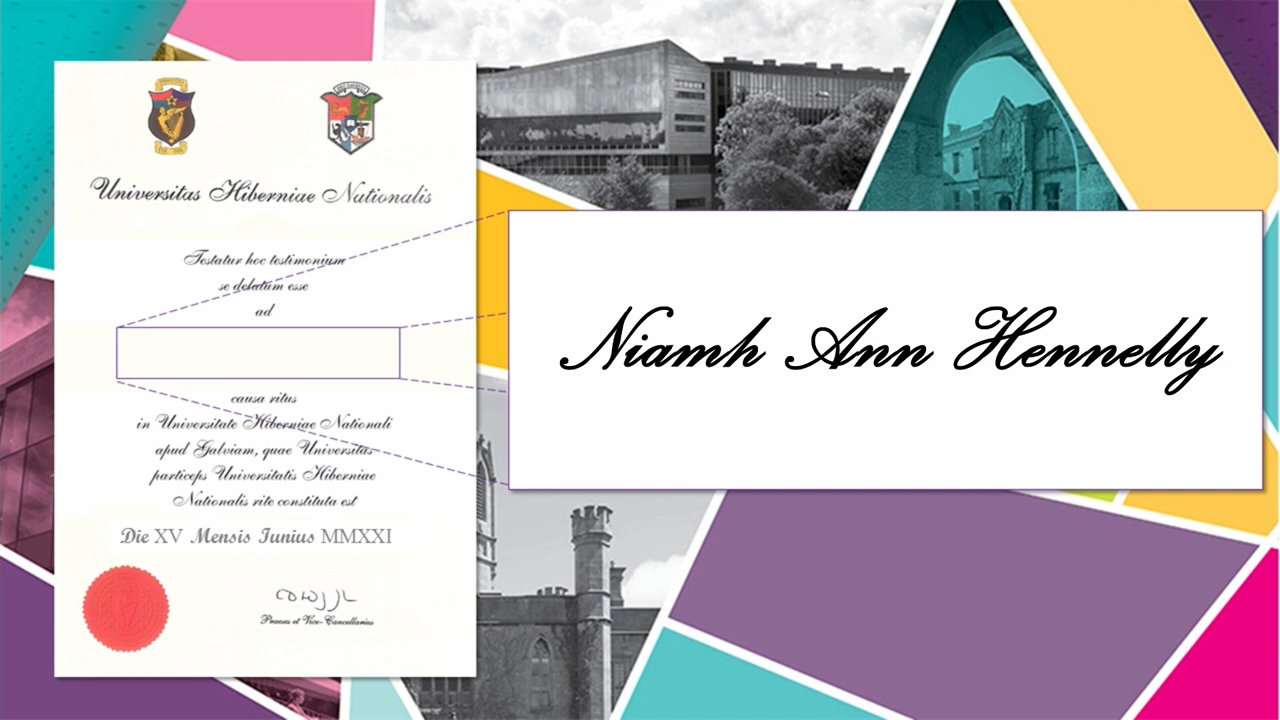 Universitas Hiberniae Nationalis
Testatur hoc testimonium
se delatum esse
ad
Niamh Ann Hennelly
causa ritus
in Universitate Hiberniae Nationali
apud Galviam, quae Universitas
particeps Universitatis Hiberniae
Nationalis rite constituta est
Die XV Mensis Iunius MMXXI
Praeses et Vice-Cancellarius